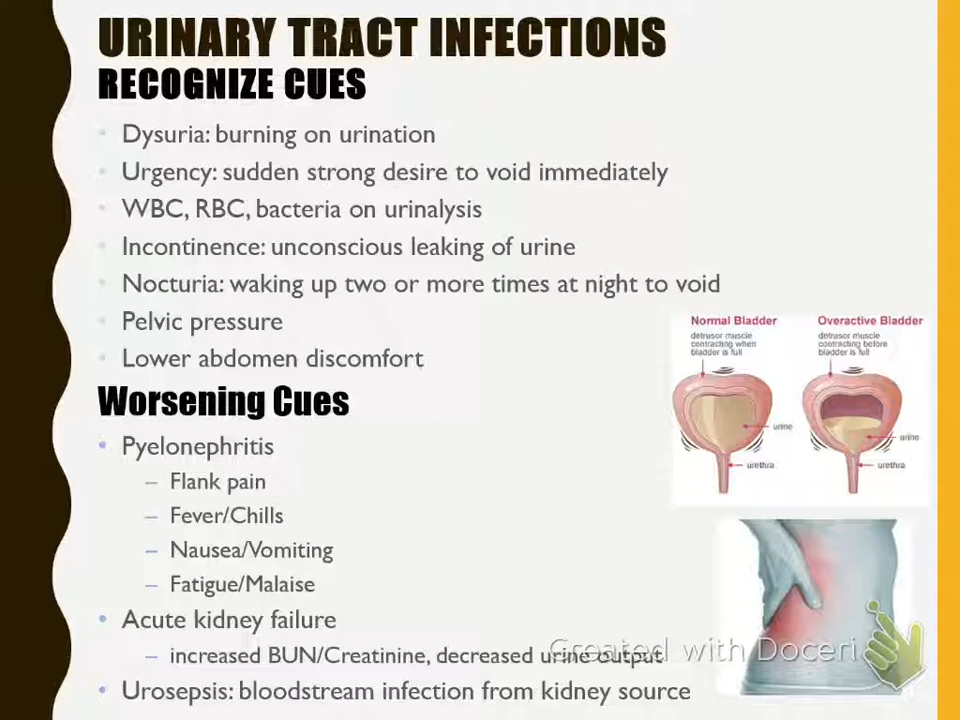 URINARY TRACT INFECTIONS
RECOGNIZE CUES
• Dysuria: burning on urination
• Urgency: sudden strong desire to void immediately
• WBC, RBC, bacteria on urinalysis
• Incontinence: unconscious leaking of urine
• Nocturia: waking up two or more times at night to void
• Pelvic pressure
• Lower abdomen discomfort
Worsening Cues
• Pyelonephritis
– Flank pain
– Fever/Chills
– Nausea/Vomiting
– Fatigue/Malaise
• Acute kidney failure
– increased BUN/Creatinine, decreased urine output
• Urosepsis: bloodstream infection from kidney source
Normal Bladder
detrusor muscle
contracting when
bladder is full
urine
urethra
Overactive Bladder
detrusor muscle
contracting before
bladder is full
urine
urethra
Created with Doceri